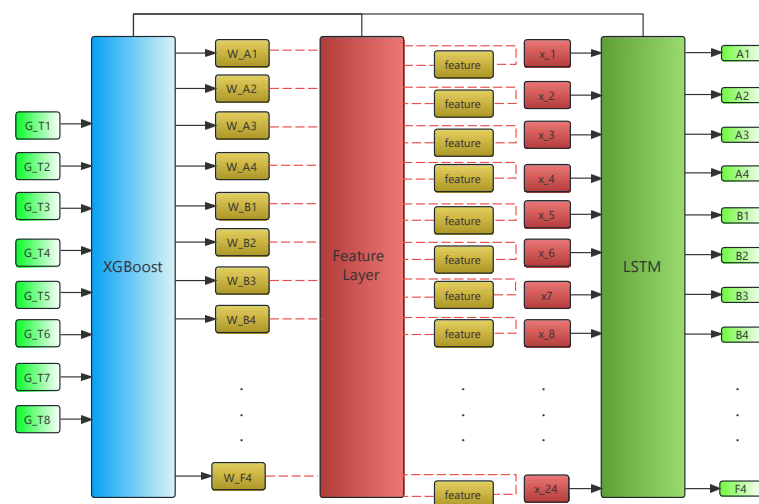 G_T1
G_T2
G_T3
G_T4
G_T5
G_T6
G_T7
G_T8
XGBoost
W_A1
W_A2
W_A3
W_A4
W_B1
W_B2
W_B3
W_B4
.
.
.
W_F4
Feature
Layer
feature
feature
feature
feature
feature
feature
feature
feature
.
.
.
feature
x_1
x_2
x_3
x_4
x_5
x_6
x7
x_8
.
.
.
x_24
LSTM
A1
A2
A3
A4
B1
B2
B3
B4
.
.
.
F4